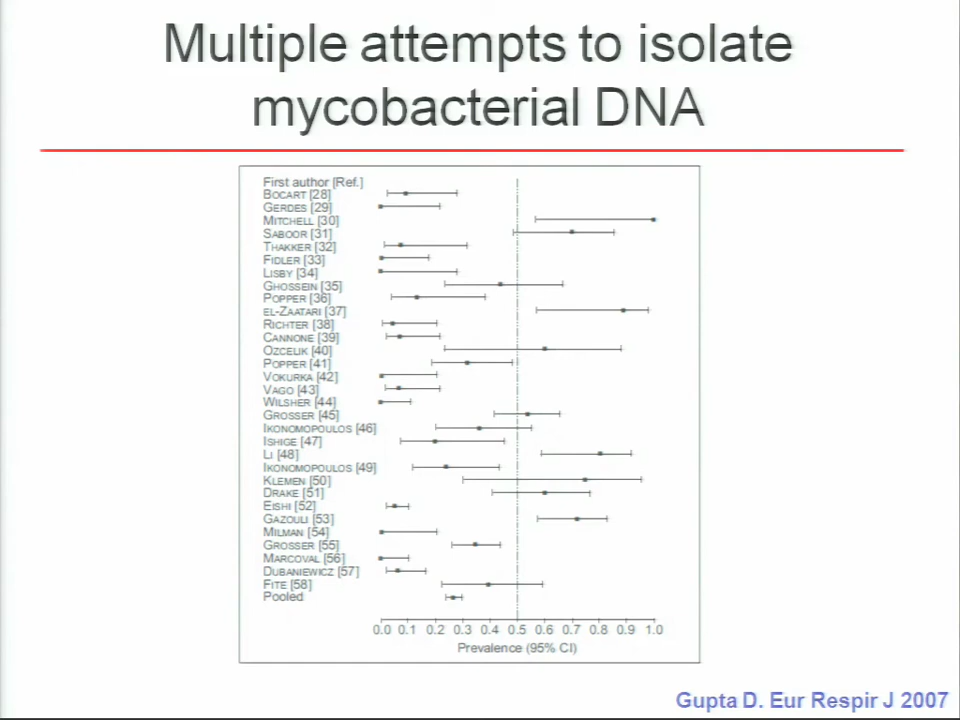 Multiple attempts to isolate
mycobacterial DNA
First author [Ref.]
BOCART [28]
GERDES [29]
MITCHELL [30]
SABOOR [31]
THAKKER [32]
FIDLER [33]
LISBY [34]
GHOSSEIN [35]
POPPER [36]
EL-ZAATARI [37]
RICHTER [38]
CANNONE [39]
OZCELIK [40]
POPPER [41]
VOKURKA [42]
VAGO [43]
WILSHER [44]
GROSSER [45]
IKONOMOPOULOS [46]
ISHIGE [47]
LI [48]
IKONOMOPOULOS [49]
KLEMEN [50]
DRAKE [51]
EISHI [52]
GAZOULI [53]
MILMAN [54]
GROSSER [55]
MARCOVAL [56]
DUBANIEWICZ [57]
FITE [58]
Pooled
0.0 0.1 0.2 0.3 0.4 0.5 0.6 0.7 0.8 0.9 1.0
Prevalence (95% CI)
Gupta D. Eur Respir J 2007